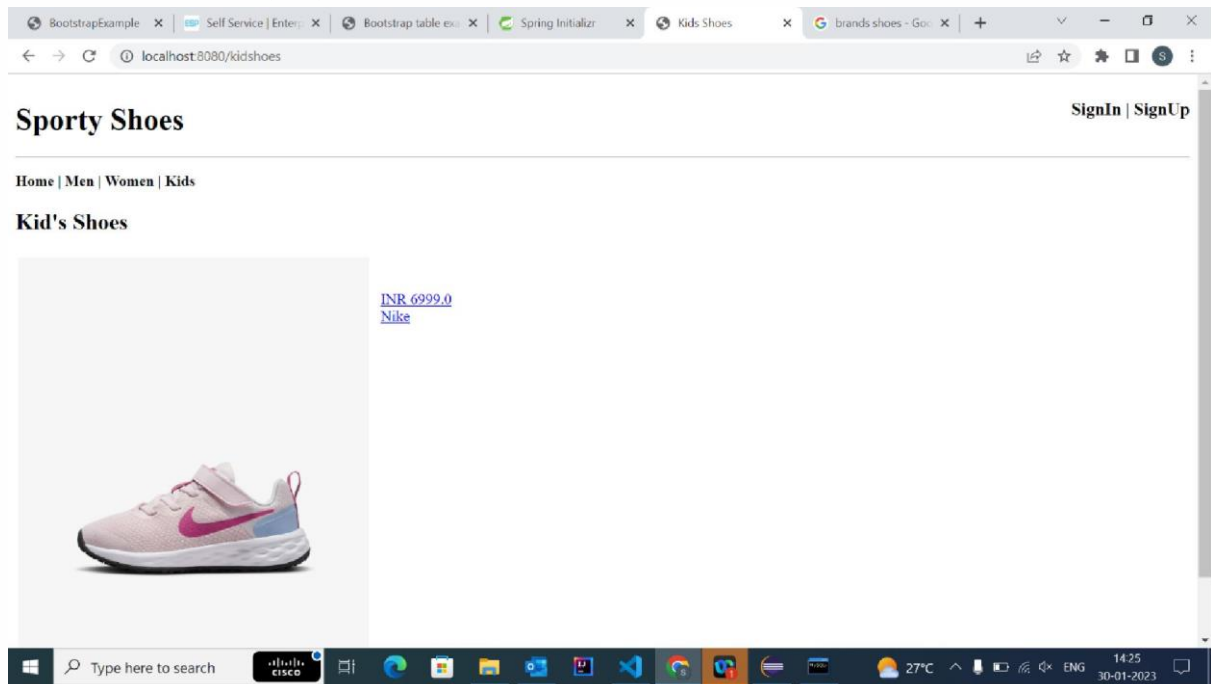 BootstrapExample
Self Service | Enterp
Bootstrap table exa
Spring Initializr
Kids Shoes
brands shoes - Goo
localhost:8080/kidshoes
S
Sporty Shoes
SignIn | SignUp
Home | Men | Women | Kids
Kid's Shoes
INR 6999.0
Nike
Type here to search
CISCO
27°C
ENG
14:25
30-01-2023